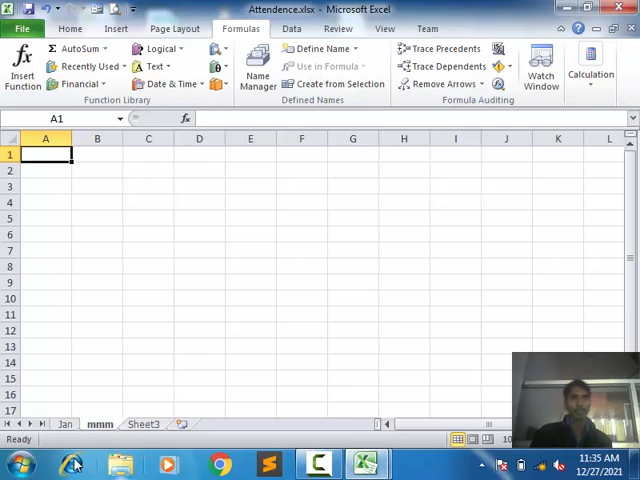 Attendence.xlsx - Microsoft Excel
File Home Insert Page Layout Formulas Data Review View Team
fx Insert Function
Σ AutoSum
Recently Used
Financial
Logical
Text
Date & Time
Function Library
Name Manager
Define Name
Use in Formula
Create from Selection
Defined Names
Trace Precedents
Trace Dependents
Remove Arrows
Formula Auditing
Watch Window
Calculation
A1 fx
A B C D E F G H I J K L
1
2
3
4
5
6
7
8
9
10
11
12
13
14
15
16
17
Jan mmm Sheet3
Ready 10
11:35 AM
12/27/2021